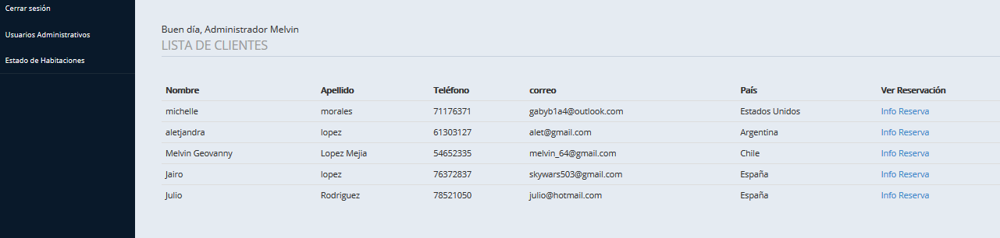 Cerrar sesión
Usuarios Administrativos
Estado de Habitaciones
Buen día, Administrador Melvin
LISTA DE CLIENTES
Nombre Apellido Teléfono correo País Ver Reservación
michelle morales 71176371 gabyb1a4@outlook.com Estados Unidos Info Reserva
aletjandra lopez 61303127 alet@gmail.com Argentina Info Reserva
Melvin Geovanny Lopez Mejia 54652335 melvin_64@gmail.com Chile Info Reserva
Jairo lopez 76372837 skywars503@gmail.com España Info Reserva
Julio Rodriguez 78521050 julio@hotmail.com España Info Reserva